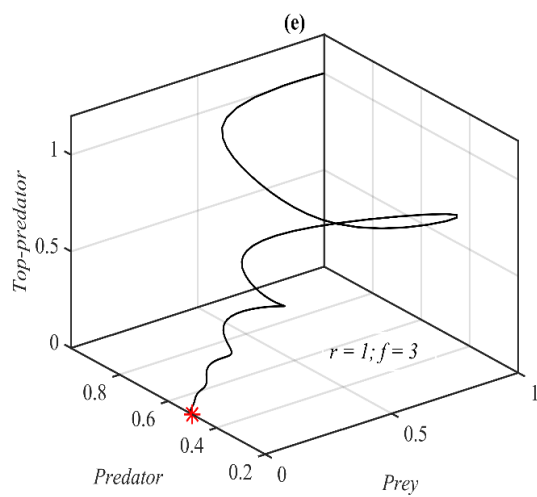 (e)
Top-predator
1
0.5
0
r = 1; f = 3
0.8
0.6
0.4
0.2
0
0.5
1
Predator
Prey